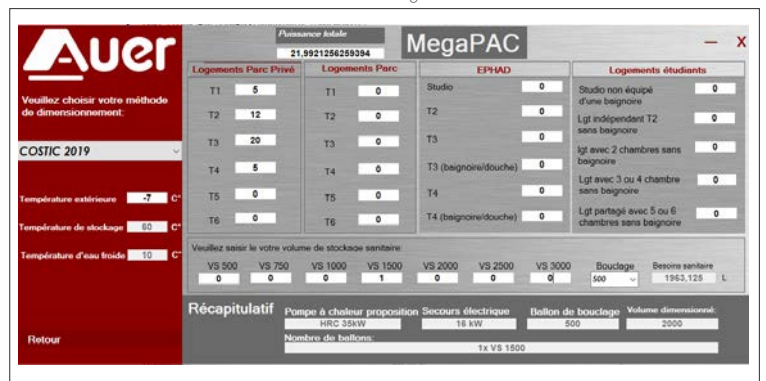 Auer
Puissance totale
21,9921256259394
MegaPAC
— X
Veuillez choisir votre méthode
de dimensionnement:
COSTIC 2019
Température extérieure -7 C°
Température de stockage 60 C°
Température d'eau froide 10 C°
Retour
Logements Parc Privé
T1 5
T2 12
T3 20
T4 5
T5 0
T6 0
Logements Parc
T1 0
T2 0
T3 0
T4 0
T5 0
T6 0
EPHAD
Studio 0
T2 0
T3 0
T3 (baignoire/douche) 0
T4 0
T4 (baignoire/douche) 0
Logements étudiants
Studio non équipé 0
d'une baignoire
Lgt indépendant T2 0
sans baignoire
lgt avec 2 chambres sans 0
baignoire
Lgt avec 3 ou 4 chambre 0
sans baignoire
Lgt partagé avec 5 ou 6 0
chambres sans baignoire
Veuillez saisir le votre volume de stockage sanitaire:
VS 500 VS 750 VS 1000 VS 1500 VS 2000 VS 2500 VS 3000 Bouclage Besoins sanitaire
0 0 0 1 0 0 0 500 1963,125 L
Récapitulatif
Pompe à chaleur proposition Secours électrique Ballon de bouclage Volume dimensionné:
HRC 35kW 16 kW 500 2000
Nombre de ballons:
1x VS 1500